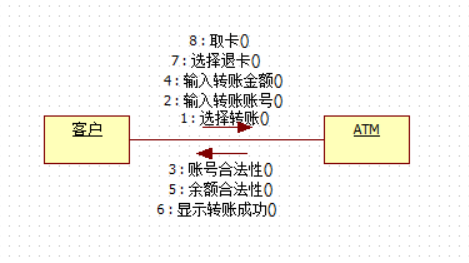 8：取卡()
7：选择退卡()
4：输入转账金额()
2：输入转账账号()
1：选择转账()
客户
ATM
3：账号合法性()
5：余额合法性()
6：显示转账成功()